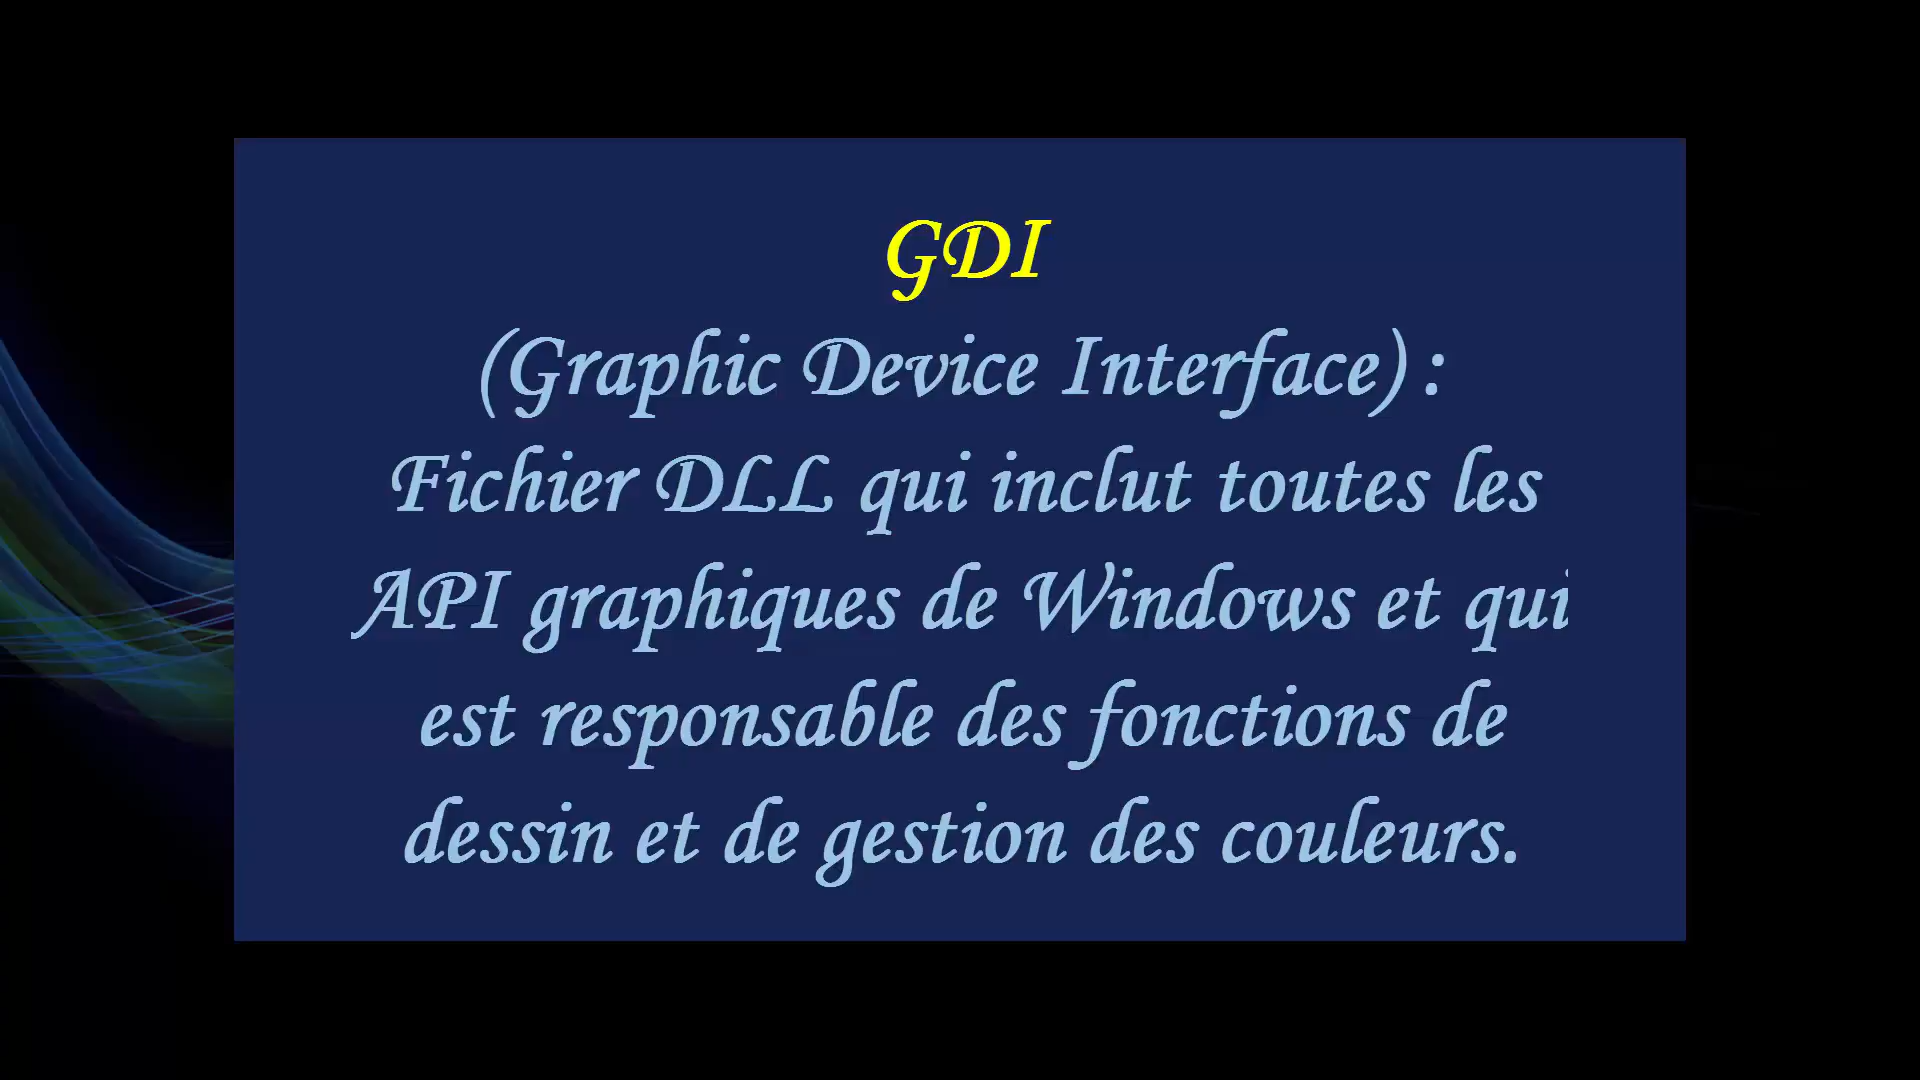 GDI
(Graphic Device Interface) :
Fichier DLL qui inclut toutes les
API graphiques de Windows et qui
est responsable des fonctions de
dessin et de gestion des couleurs.